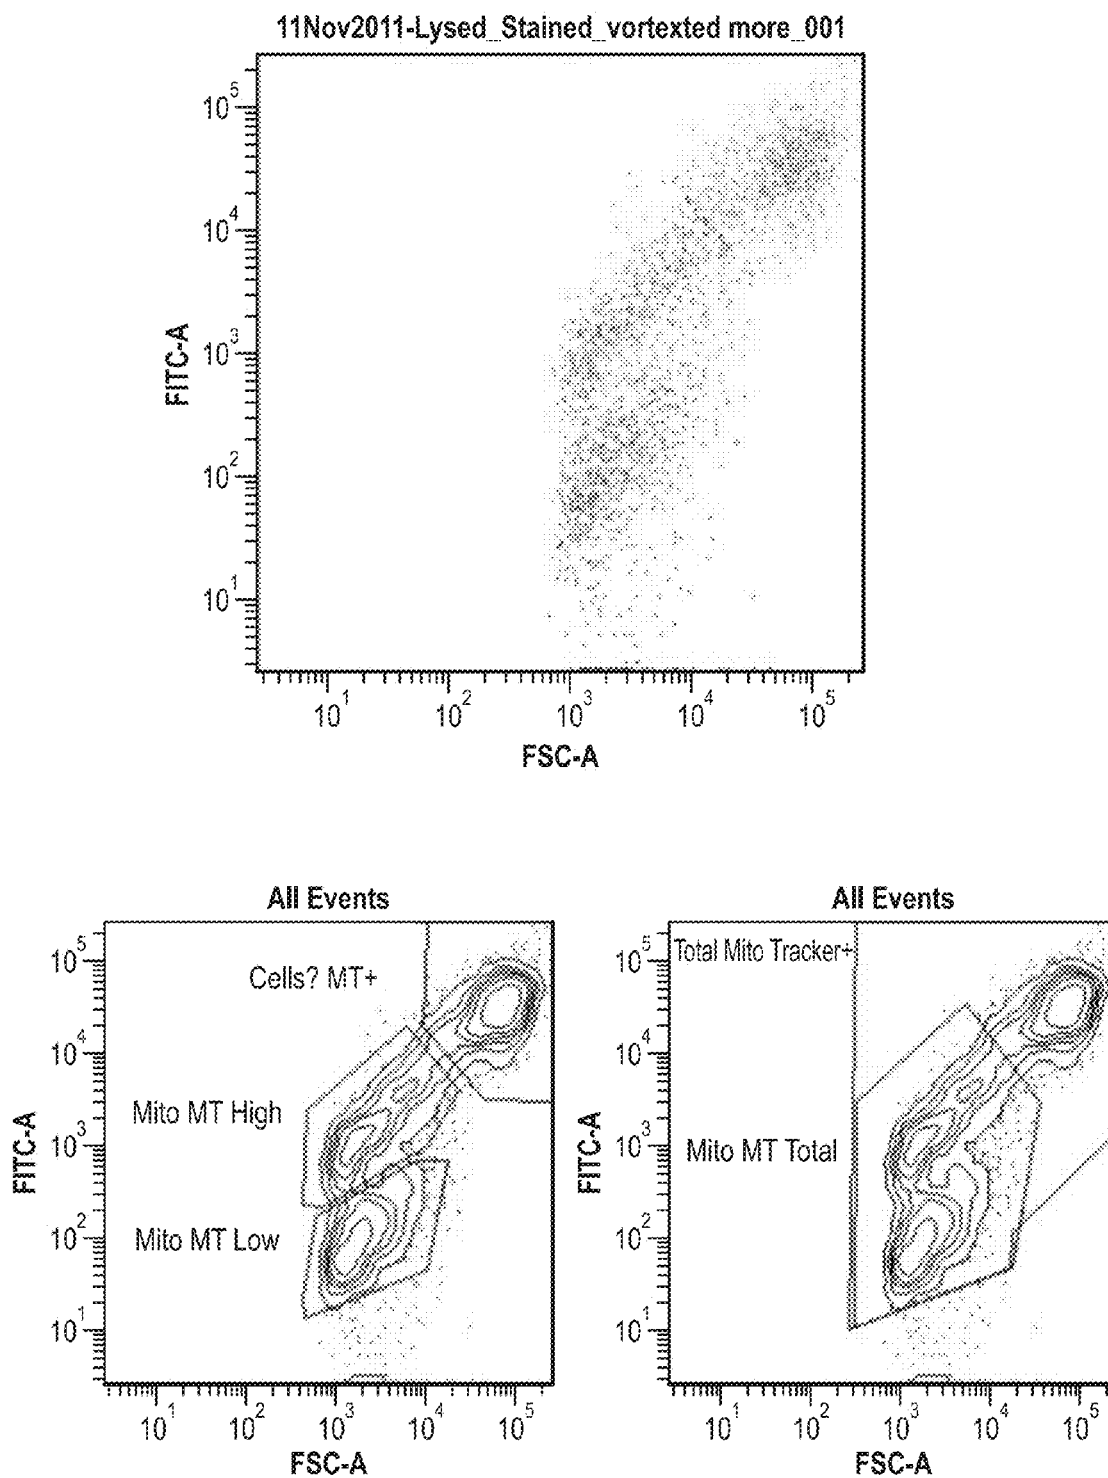 11Nov2011-Lysed_Stained_vortexted more_001
10^5
10^4
10^3
10^2
10^1
FITC-A
10^1 10^2 10^3 10^4 10^5
FSC-A
All Events
10^5
10^4
10^3
10^2
10^1
FITC-A
Cells? MT+
Mito MT High
Mito MT Low
10^1 10^2 10^3 10^4 10^5
FSC-A
All Events
10^5
10^4
10^3
10^2
10^1
FITC-A
Total Mito Tracker+
Mito MT Total
10^1 10^2 10^3 10^4 10^5
FSC-A